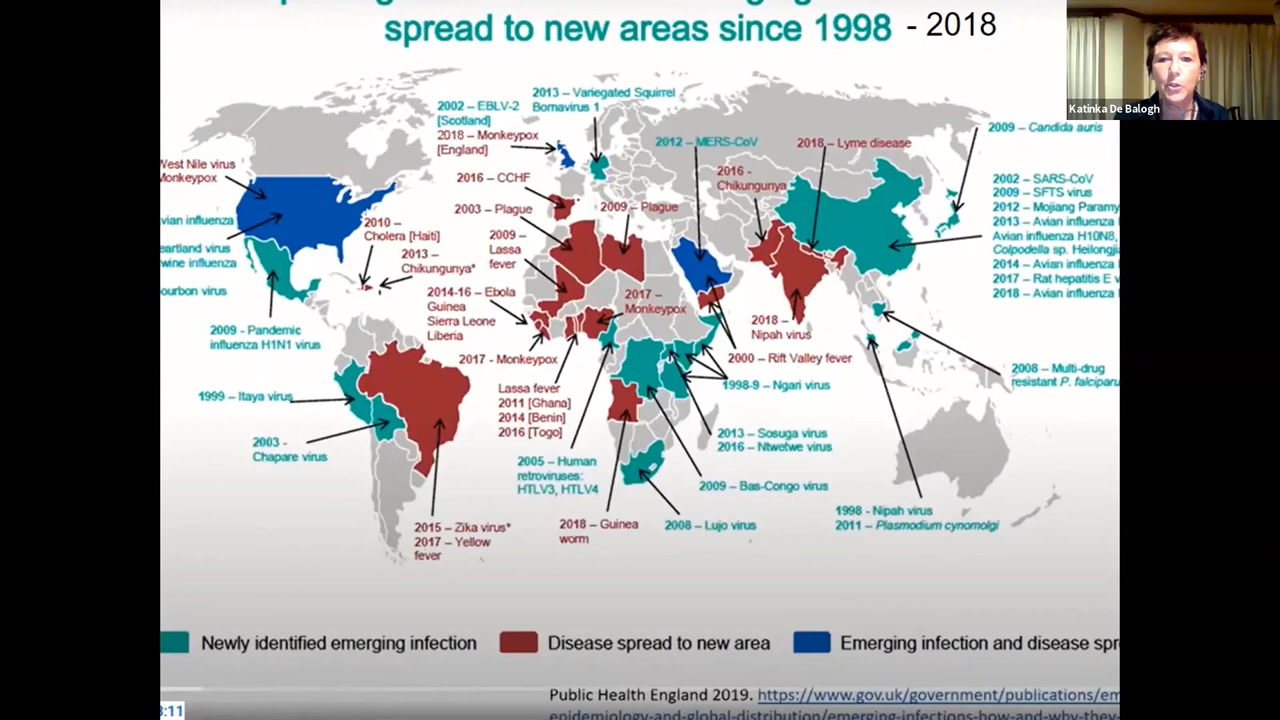 spread to new areas since 1998 - 2018
Katinka De Balogh
2013 – Variegated Squirrel
Bornavirus 1
2002 – EBLV-2
[Scotland]
2018 – Monkeypox
[England]
2012 – MERS-CoV
2018 – Lyme disease
2009 – Candida auris
West Nile virus
Monkeypox
2016 – CCHF
2016 -
Chikungunya
2002 – SARS-CoV
2009 – SFTS virus
2012 – Mojiang Paramy
2013 – Avian influenza
Avian influenza H10N8,
Colpodella sp. Heilongji
2014 – Avian influenza
2017 – Rat hepatitis E v
2018 – Avian influenza
2003 – Plague
2009 – Plague
vian influenza
eartland virus
wine influenza
ourbon virus
2010 –
Cholera [Haiti]
2013 –
Chikungunya*
2009 –
Lassa
fever
2014-16 – Ebola
Guinea
Sierra Leone
Liberia
2017 –
Monkeypox
2018 –
Nipah virus
2009 – Pandemic
influenza H1N1 virus
2017 - Monkeypox
2000 – Rift Valley fever
2008 – Multi-drug
resistant P. falciparu
1999 – Itaya virus
Lassa fever
2011 [Ghana]
2014 [Benin]
2016 [Togo]
1998-9 – Ngari virus
2003 -
Chapare virus
2013 – Sosuga virus
2016 – Ntwetwe virus
2005 – Human
retroviruses:
HTLV3, HTLV4
2009 – Bas-Congo virus
2015 – Zika virus*
2017 – Yellow
fever
2018 – Guinea
worm
2008 – Lujo virus
1998 - Nipah virus
2011 – Plasmodium cynomolgi
Newly identified emerging infection
Disease spread to new area
Emerging infection and disease spr
Public Health England 2019. https://www.gov.uk/government/publications/em
epidemiology-and-global-distribution/emerging-infections-how-and-why-they-
:11